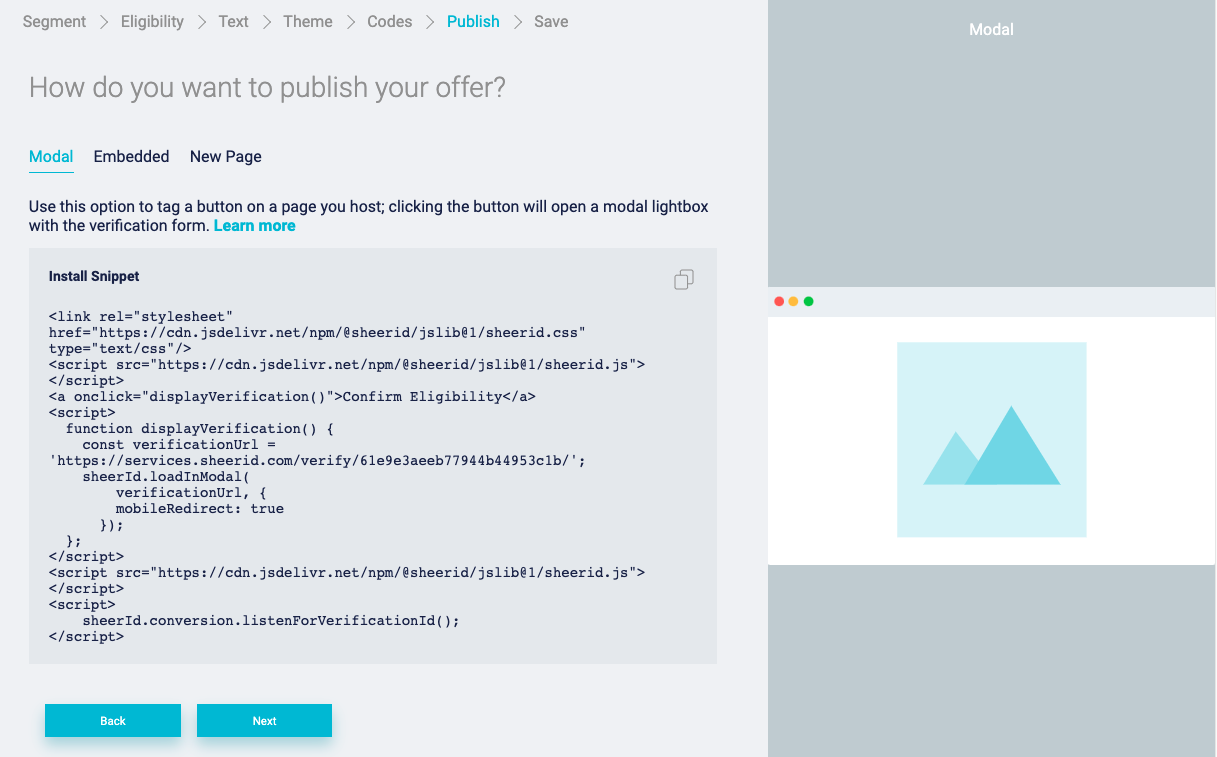 Segment > Eligibility > Text > Theme > Codes > Publish > Save
Modal
How do you want to publish your offer?
Modal Embedded New Page
Use this option to tag a button on a page you host; clicking the button will open a modal lightbox
with the verification form. Learn more
Install Snippet
<link rel="stylesheet"
href="https://cdn.jsdelivr.net/npm/@sheerid/jslib@1/sheerid.css"
type="text/css"/>
<script src="https://cdn.jsdelivr.net/npm/@sheerid/jslib@1/sheerid.js">
</script>
<a onclick="displayVerification()">Confirm Eligibility</a>
<script>
  function displayVerification() {
    const verificationUrl =
'https://services.sheerid.com/verify/61e9e3aeeb77944b44953c1b/';
    sheerId.loadInModal(
        verificationUrl, {
        mobileRedirect: true
      });
  };
</script>
<script src="https://cdn.jsdelivr.net/npm/@sheerid/jslib@1/sheerid.js">
</script>
<script>
    sheerId.conversion.listenForVerificationId();
</script>
Back Next